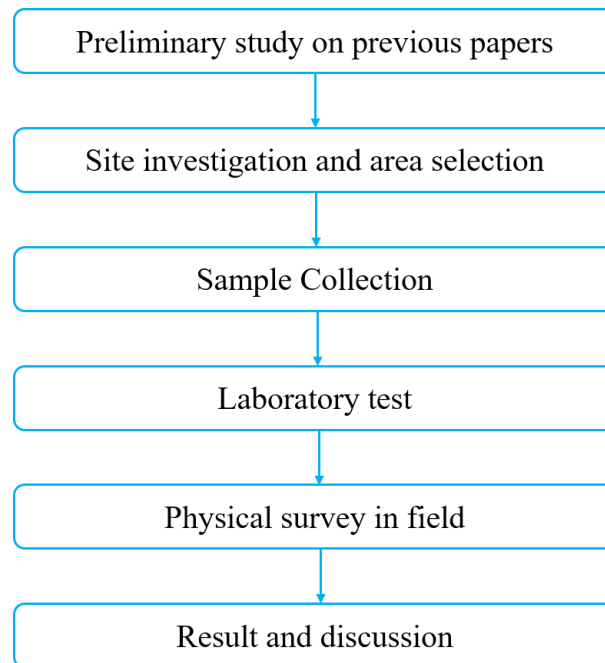 Preliminary study on previous papers
Site investigation and area selection
Sample Collection
Laboratory test
Physical survey in field
Result and discussion